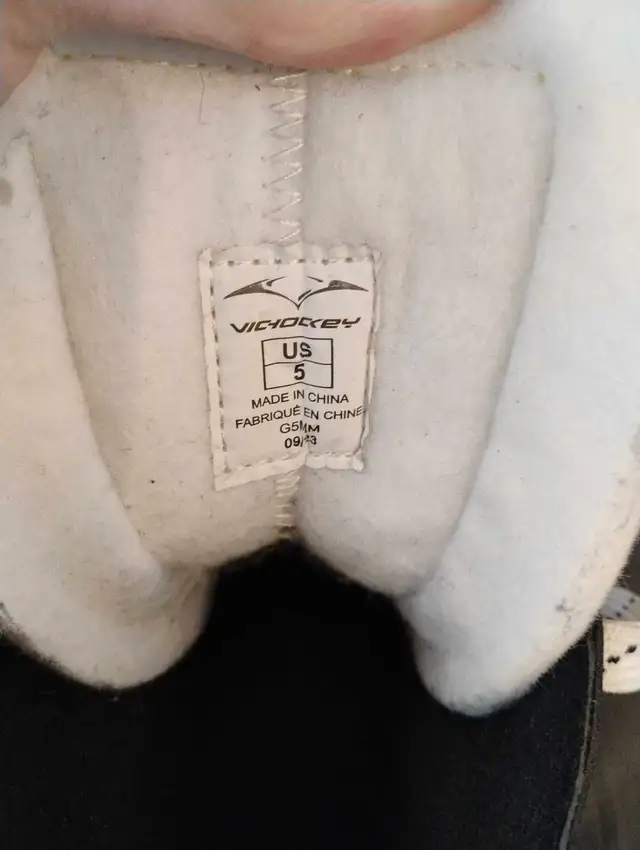 VICHOCKEY
US
5
MADE IN CHINA
FABRIQUÉ EN CHINE
G5MM